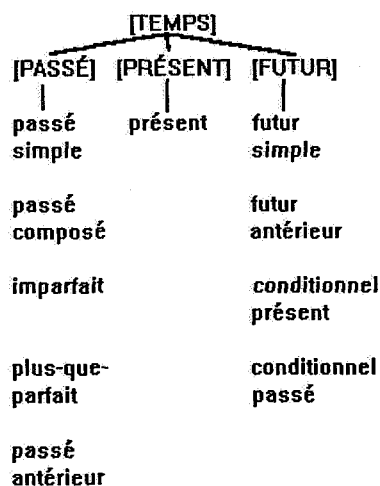 [TEMPS]
[PASSÉ] [PRÉSENT] [FUTUR]
passé
simple
présent
futur
simple
passé
composé
futur
antérieur
imparfait
conditionnel
présent
plus-que-
parfait
conditionnel
passé
passé
antérieur